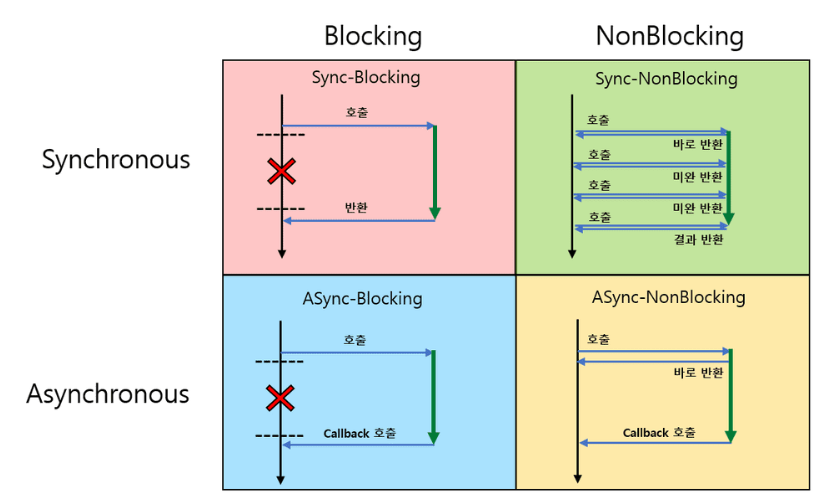 Blocking
NonBlocking
Synchronous
Sync-Blocking
호출
반환
Sync-NonBlocking
호출
바로 반환
호출
미완 반환
호출
미완 반환
호출
결과 반환
Asynchronous
ASync-Blocking
호출
Callback 호출
ASync-NonBlocking
호출
바로 반환
Callback 호출